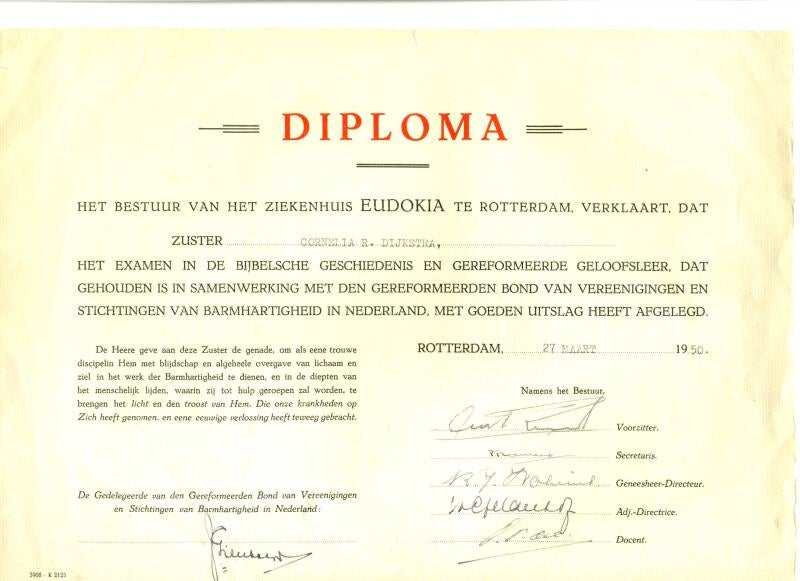 DIPLOMA
HET BESTUUR VAN HET ZIEKENHUIS EUDOKIA TE ROTTERDAM, VERKLAART, DAT
ZUSTER CORNELIA R. DIJKSTRA,
HET EXAMEN IN DE BIJBELSCHE GESCHIEDENIS EN GEREFORMEERDE GELOOFSLEER, DAT
GEHOUDEN IS IN SAMENWERKING MET DEN GEREFORMEERDEN BOND VAN VEREENIGINGEN EN
STICHTINGEN VAN BARMHARTIGHEID IN NEDERLAND, MET GOEDEN UITSLAG HEEFT AFGELEGD.
De Heere geve aan deze Zuster de genade, om als eene trouwe
discipelin Hem met blijdschap en algeheele overgave van lichaam en
ziel in het werk der Barmhartigheid te dienen, en in de diepten van
het menschelijk lijden, waarin zij tot hulp geroepen zal worden, te
brengen het licht en den troost van Hem, Die onze krankheden op
Zich heeft genomen, en eene eeuwige verlossing heeft teweeg gebracht.
De Gedelegeerde van den Gereformeerden Bond van Vereenigingen
en Stichtingen van Barmhartigheid in Nederland:
3968 - K 2125
ROTTERDAM, 27 MAART 1950.
Namens het Bestuur,
Voorzitter.
Secretaris.
Geneesheer-Directeur.
Adj.-Directrice.
Docent.